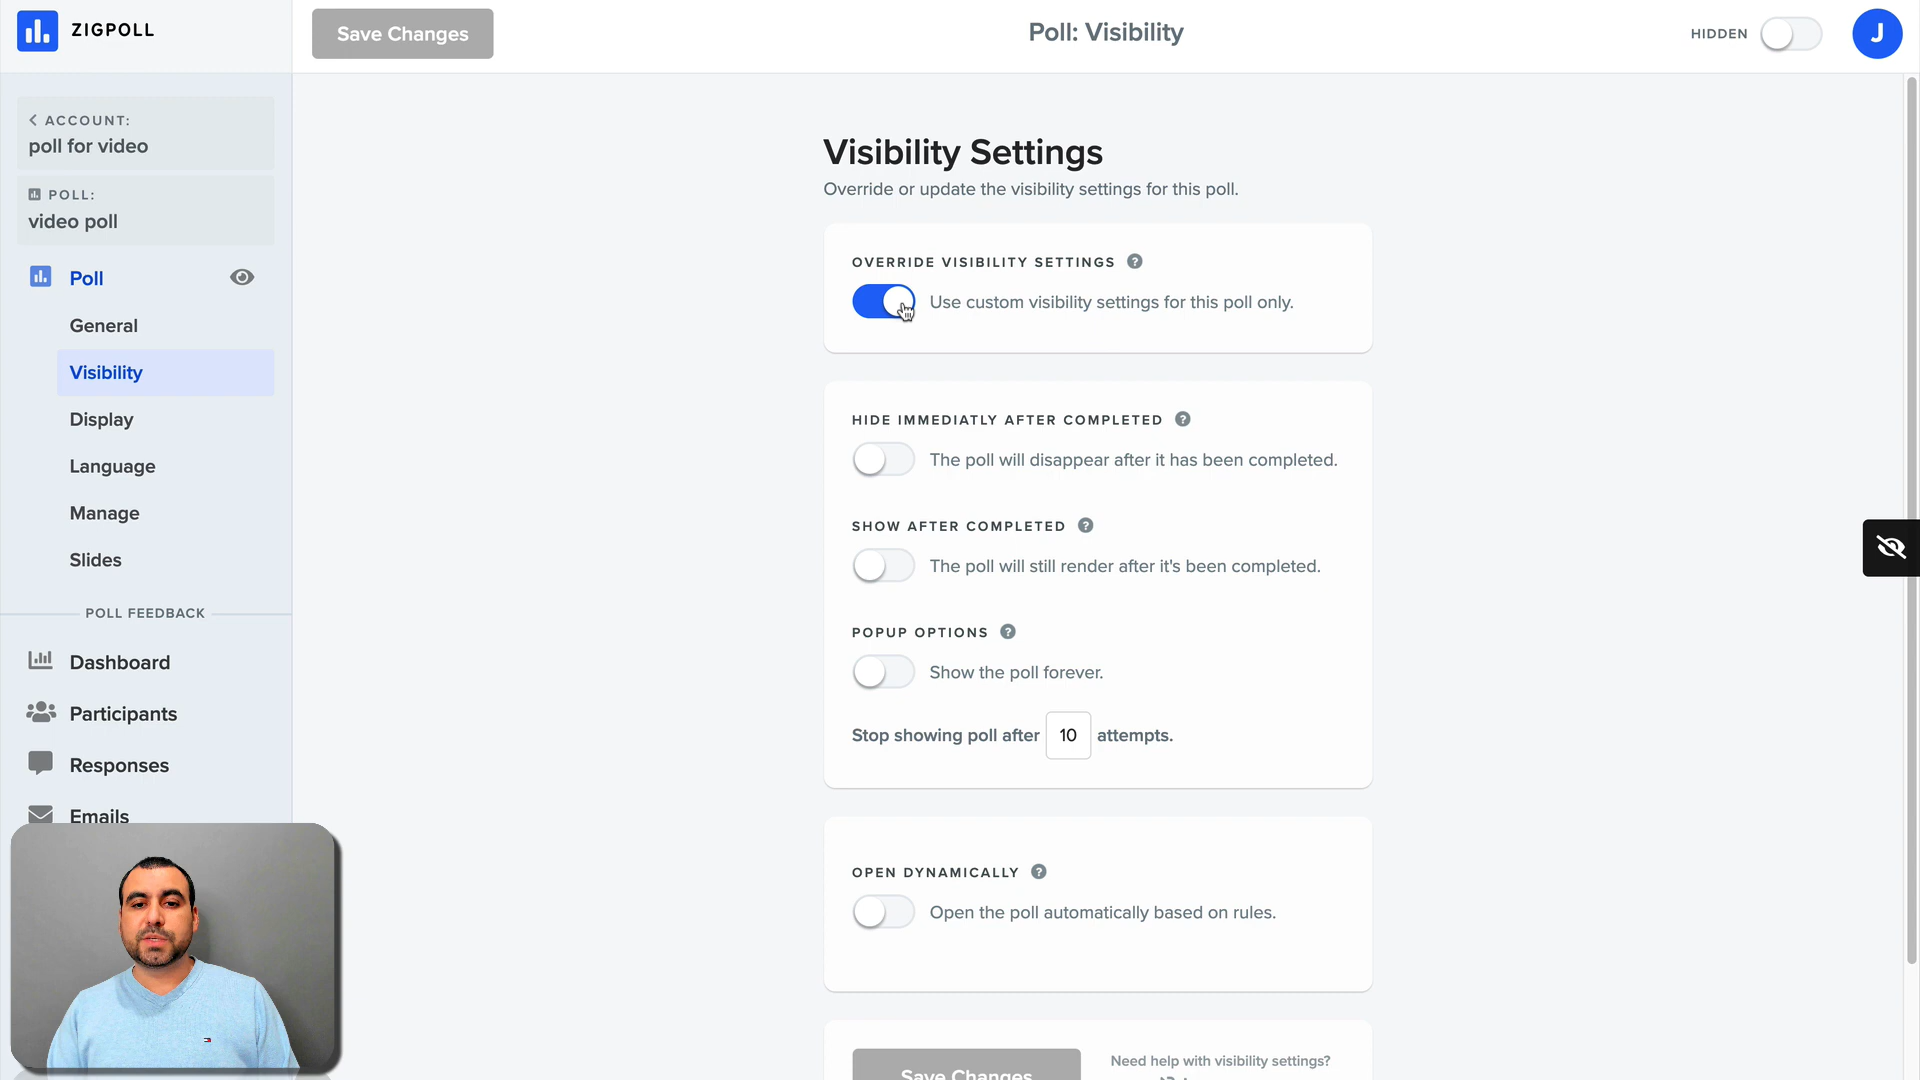 ZIGPOLL
Save Changes
Poll: Visibility
HIDDEN
J
ACCOUNT:
poll for video
POLL:
video poll
Poll
General
Visibility
Display
Language
Manage
Slides
POLL FEEDBACK
Dashboard
Participants
Responses
Emails
Visibility Settings
Override or update the visibility settings for this poll.
OVERRIDE VISIBILITY SETTINGS ?
Use custom visibility settings for this poll only.
HIDE IMMEDIATLY AFTER COMPLETED ?
The poll will disappear after it has been completed.
SHOW AFTER COMPLETED ?
The poll will still render after it's been completed.
POPUP OPTIONS ?
Show the poll forever.
Stop showing poll after 10 attempts.
OPEN DYNAMICALLY ?
Open the poll automatically based on rules.
Save Changes
Need help with visibility settings?